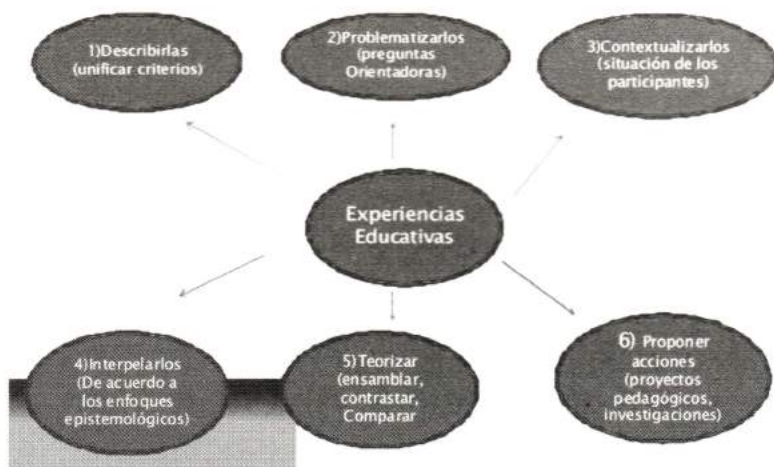 1)Describirlas
(unificar criterios)
2)Problematizarlos
(preguntas
Orientadoras)
3)Contextualizarlos
(situación de los
participantes)
Experiencias
Educativas
4)Interpelarlos
(De acuerdo a
los enfoques
epistemológicos)
5)Teorizar
(ensamblar,
contrastar,
Comparar
6) Proponer
acciones
(proyectos
pedagógicos,
investigaciones)